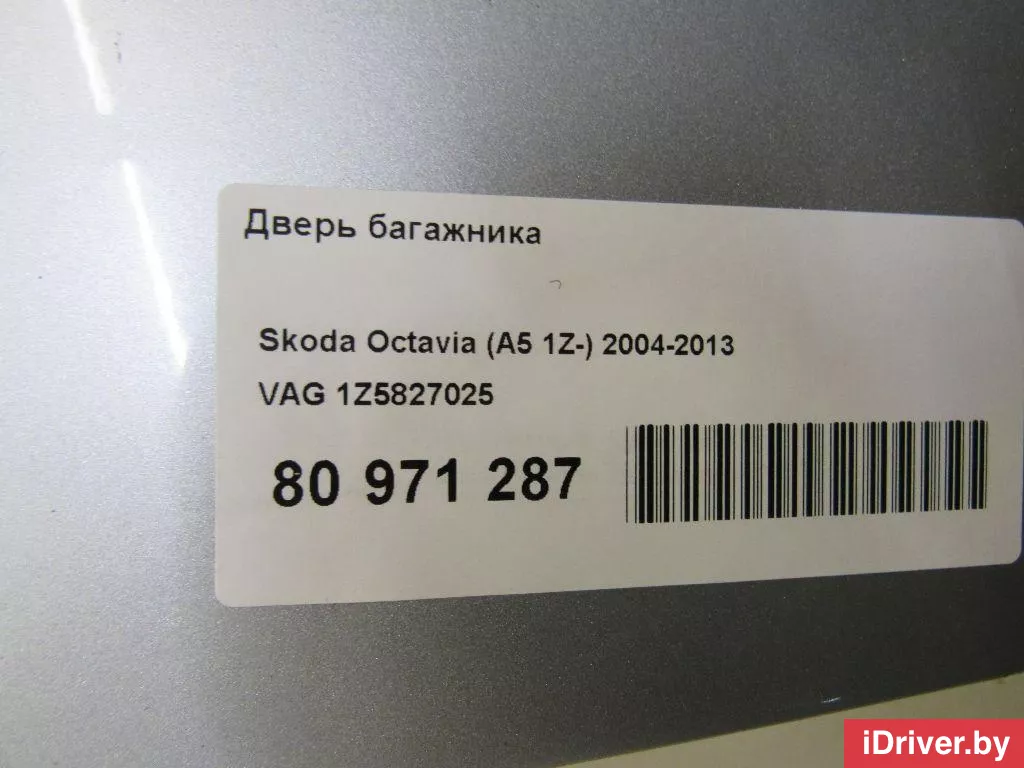 Дверь багажника
Skoda Octavia (A5 1Z-) 2004-2013
VAG 1Z5827025
80 971 287
iDriver.by